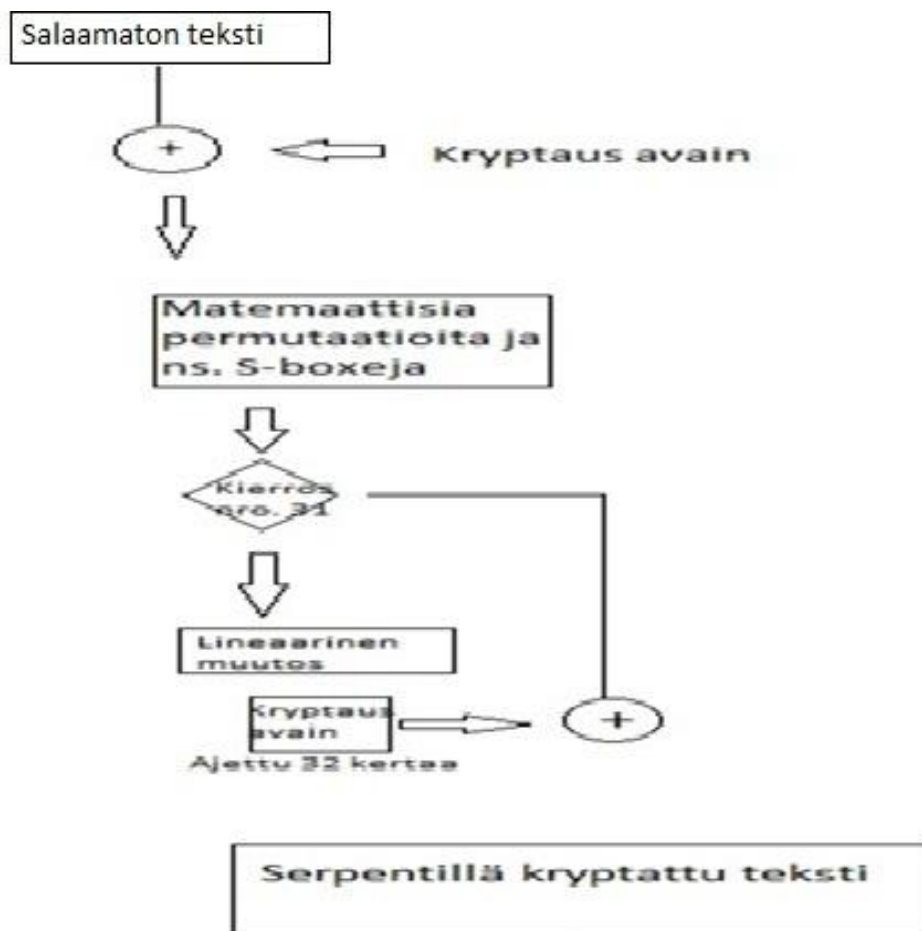 Salaamaton teksti
+
Kryptaus avain
Matemaattisia
permutaatioita ja
ns. S-boxeja
Kierros
nro. 31
Lineaarinen
muutos
Kryptaus
avain
+
Ajettu 32 kertaa
Serpentillä kryptattu teksti